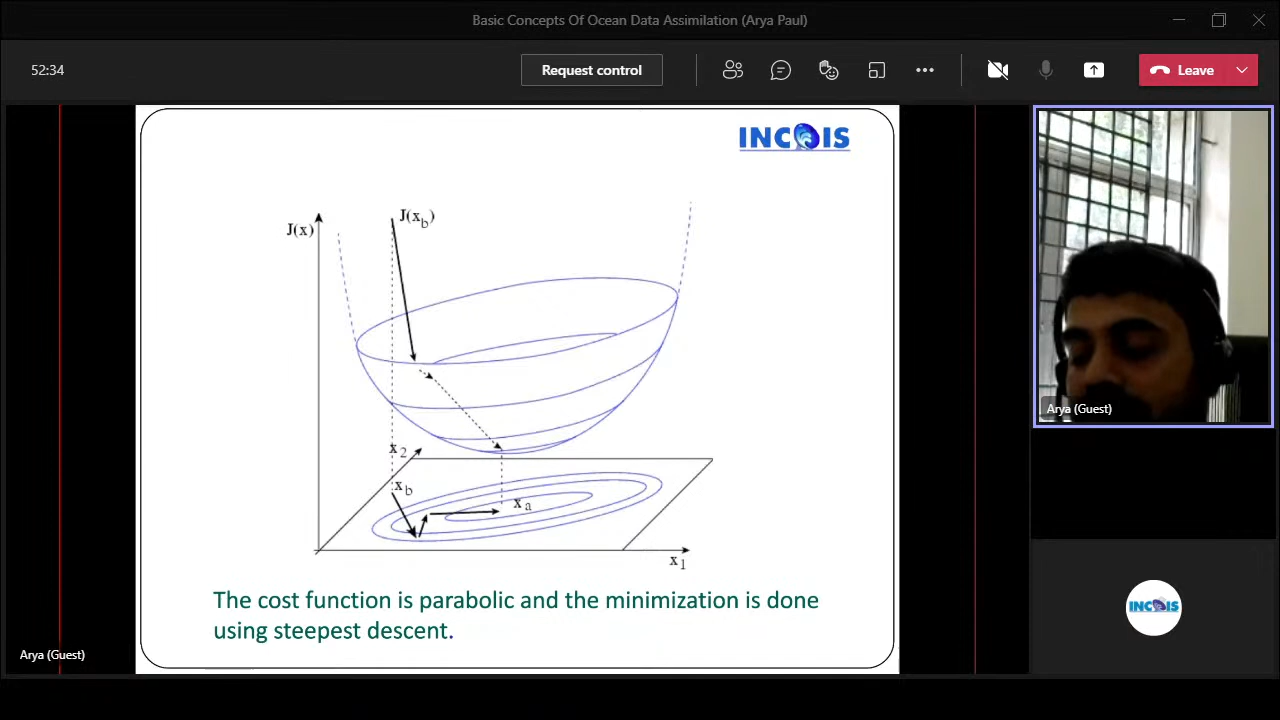 Basic Concepts Of Ocean Data Assimilation (Arya Paul)
52:34
Request control
Leave
INCOIS
J(x)
J(x_b)
x_2
x_b
x_a
x_1
The cost function is parabolic and the minimization is done
using steepest descent.
Arya (Guest)
Arya (Guest)
INCOIS